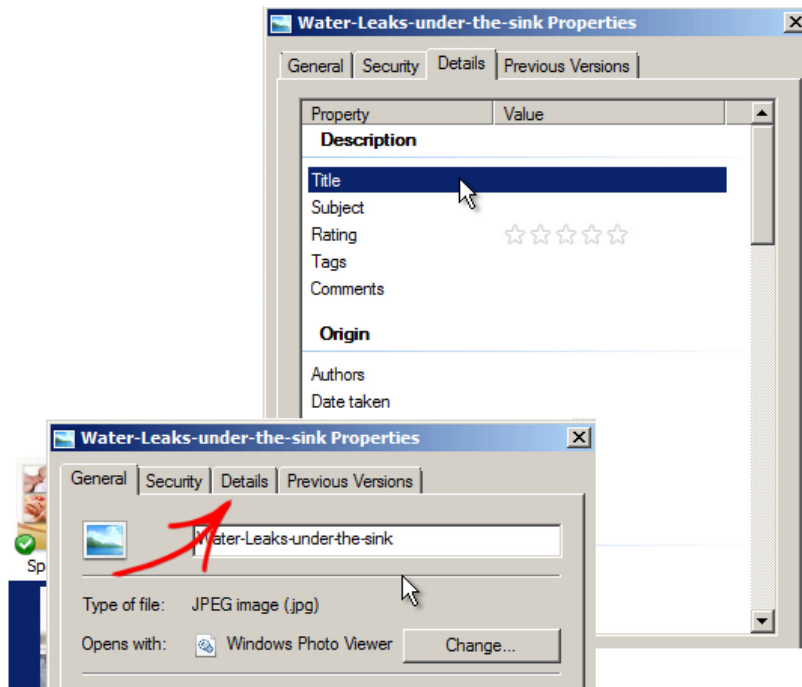 Water-Leaks-under-the-sink Properties
General Security Details Previous Versions
Property Value
Description
Title
Subject
Rating
Tags
Comments
Origin
Authors
Date taken
Water-Leaks-under-the-sink Properties
General Security Details Previous Versions
Water-Leaks-under-the-sink
Sp
Type of file: JPEG image (.jpg)
Opens with: Windows Photo Viewer Change...